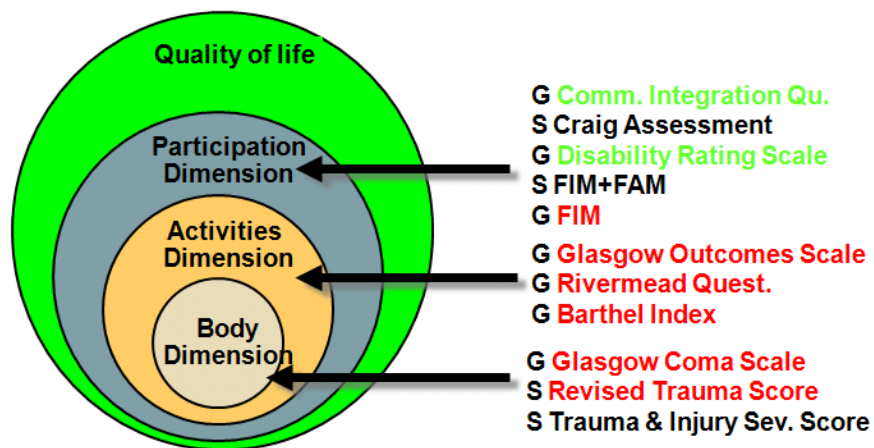 Quality of life
Participation
Dimension
Activities
Dimension
Body
Dimension
G Comm. Integration Qu.
S Craig Assessment
G Disability Rating Scale
S FIM+FAM
G FIM
G Glasgow Outcomes Scale
G Rivermead Quest.
G Barthel Index
G Glasgow Coma Scale
S Revised Trauma Score
S Trauma & Injury Sev. Score